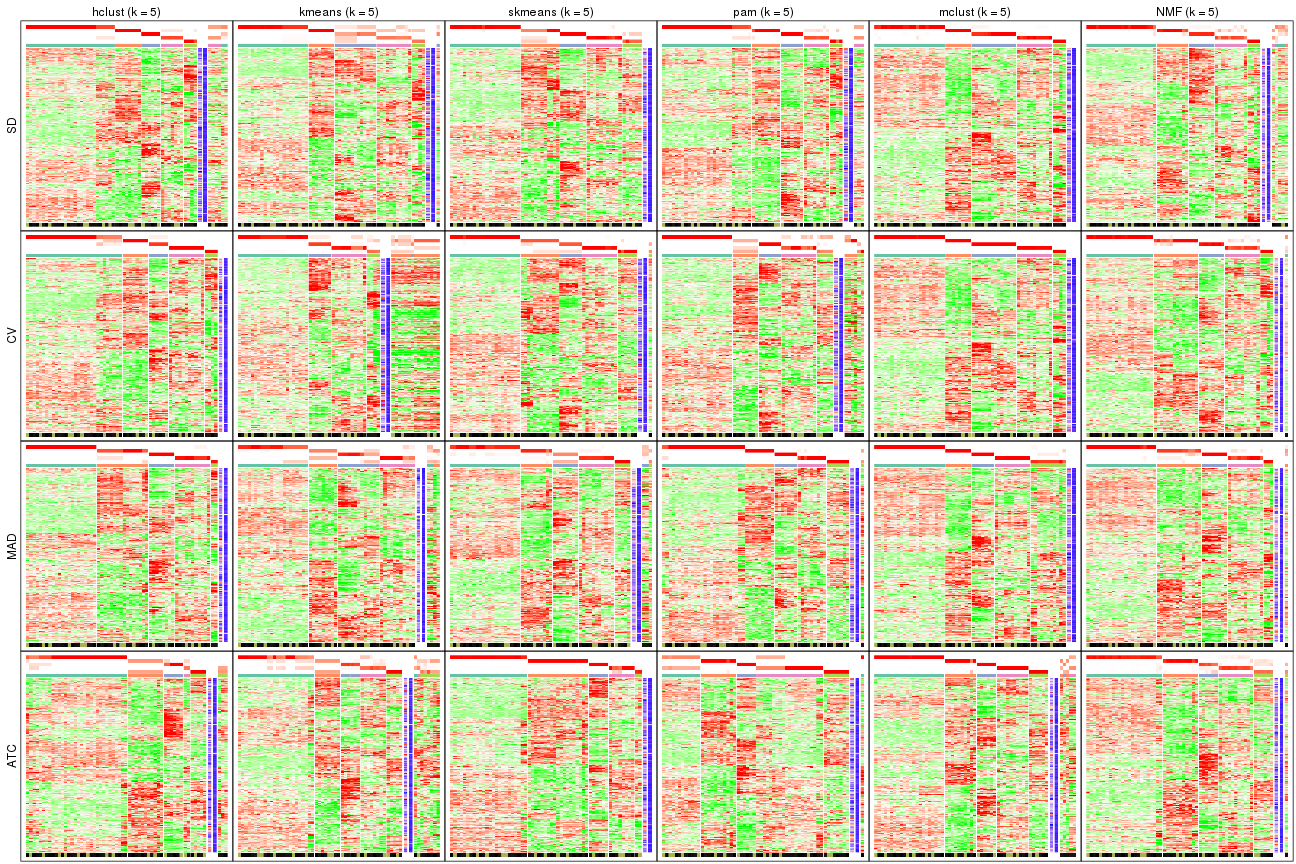 hclust (k = 5) kmeans (k = 5) skmeans (k = 5) pam (k = 5) mclust (k = 5) NMF (k = 5)
SD
CV
MAD
ATC